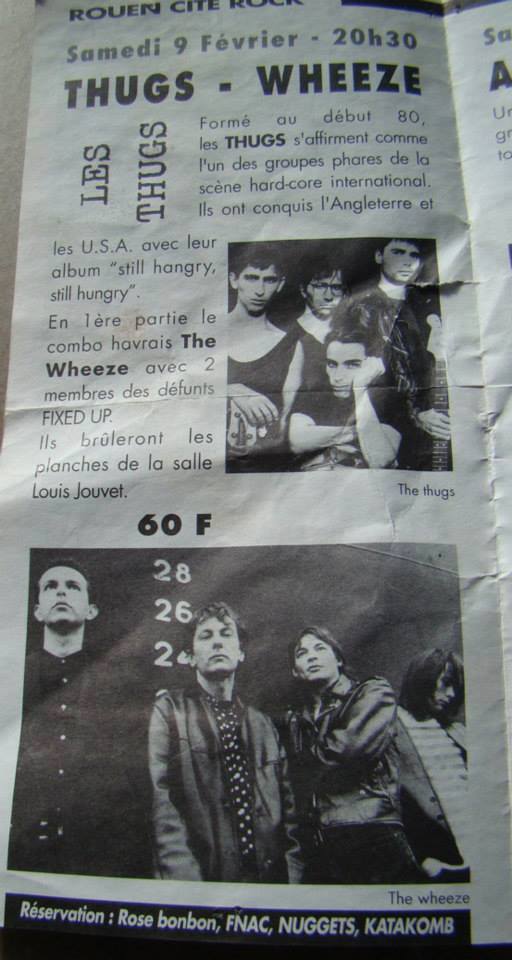 ROUEN CITE ROCK
Samedi 9 Février - 20h30
THUGS - WHEEZE
LES
THUGS
Formé au début 80,
les THUGS s'affirment comme
l'un des groupes phares de la
scène hard-core international.
Ils ont conquis l'Angleterre et
les U.S.A. avec leur
album "still hangry,
still hungry".
En 1ère partie le
combo havrais The
Wheeze avec 2
membres des défunts
FIXED UP.
Ils brûleront les
planches de la salle
Louis Jouvet.
The thugs
60 F
28
26
24
The wheeze
Réservation : Rose bonbon, FNAC, NUGGETS, KATAKOMB
Sa
A
Un
gr
to